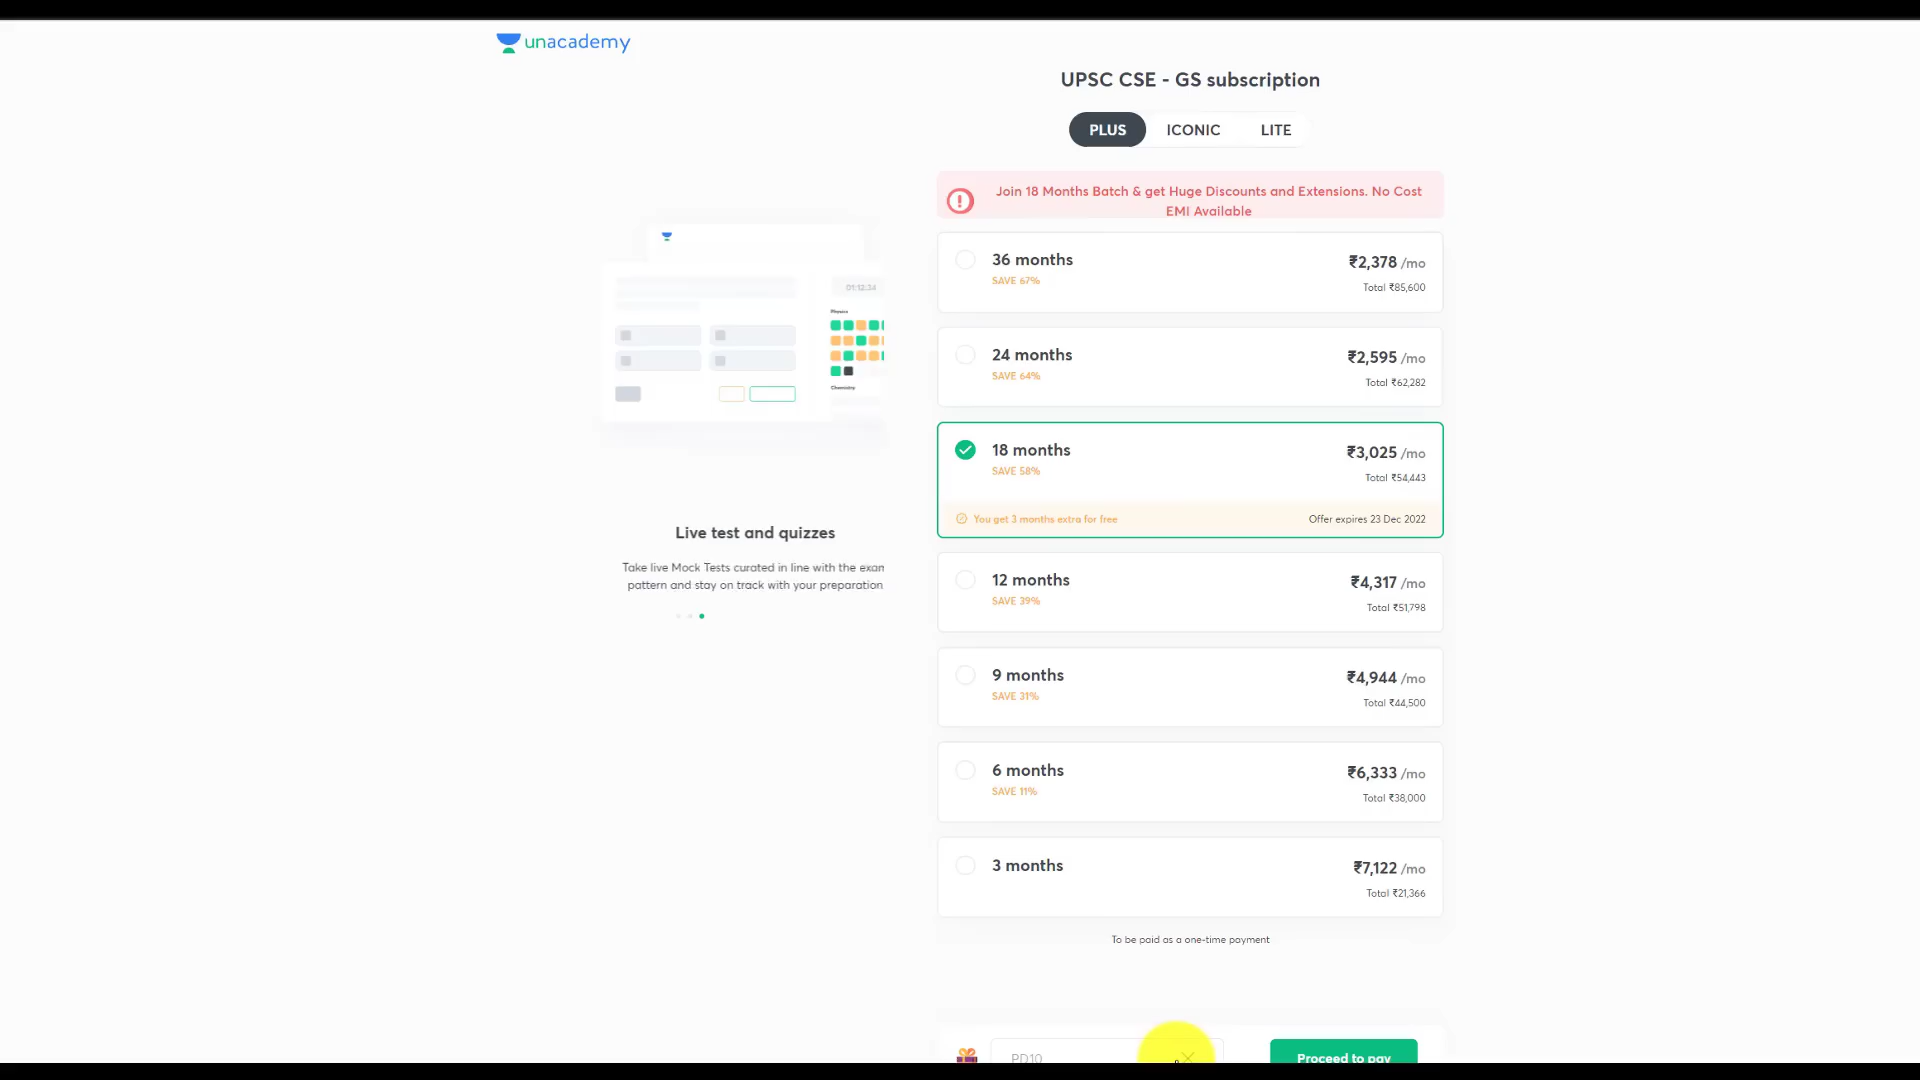 unacademy
UPSC CSE - GS subscription
PLUS ICONIC LITE
Join 18 Months Batch & get Huge Discounts and Extensions. No Cost
EMI Available
36 months ₹2,378 /mo
SAVE 67% Total ₹85,600
24 months ₹2,595 /mo
SAVE 64% Total ₹62,282
18 months ₹3,025 /mo
SAVE 58% Total ₹54,443
You get 3 months extra for free Offer expires 23 Dec 2022
12 months ₹4,317 /mo
SAVE 39% Total ₹51,798
9 months ₹4,944 /mo
SAVE 31% Total ₹44,500
6 months ₹6,333 /mo
SAVE 11% Total ₹38,000
3 months ₹7,122 /mo
Total ₹21,366
To be paid as a one-time payment
PD10
Proceed to pay
01:12:34
Physics
Chemistry
Live test and quizzes
Take live Mock Tests curated in line with the exam
pattern and stay on track with your preparation